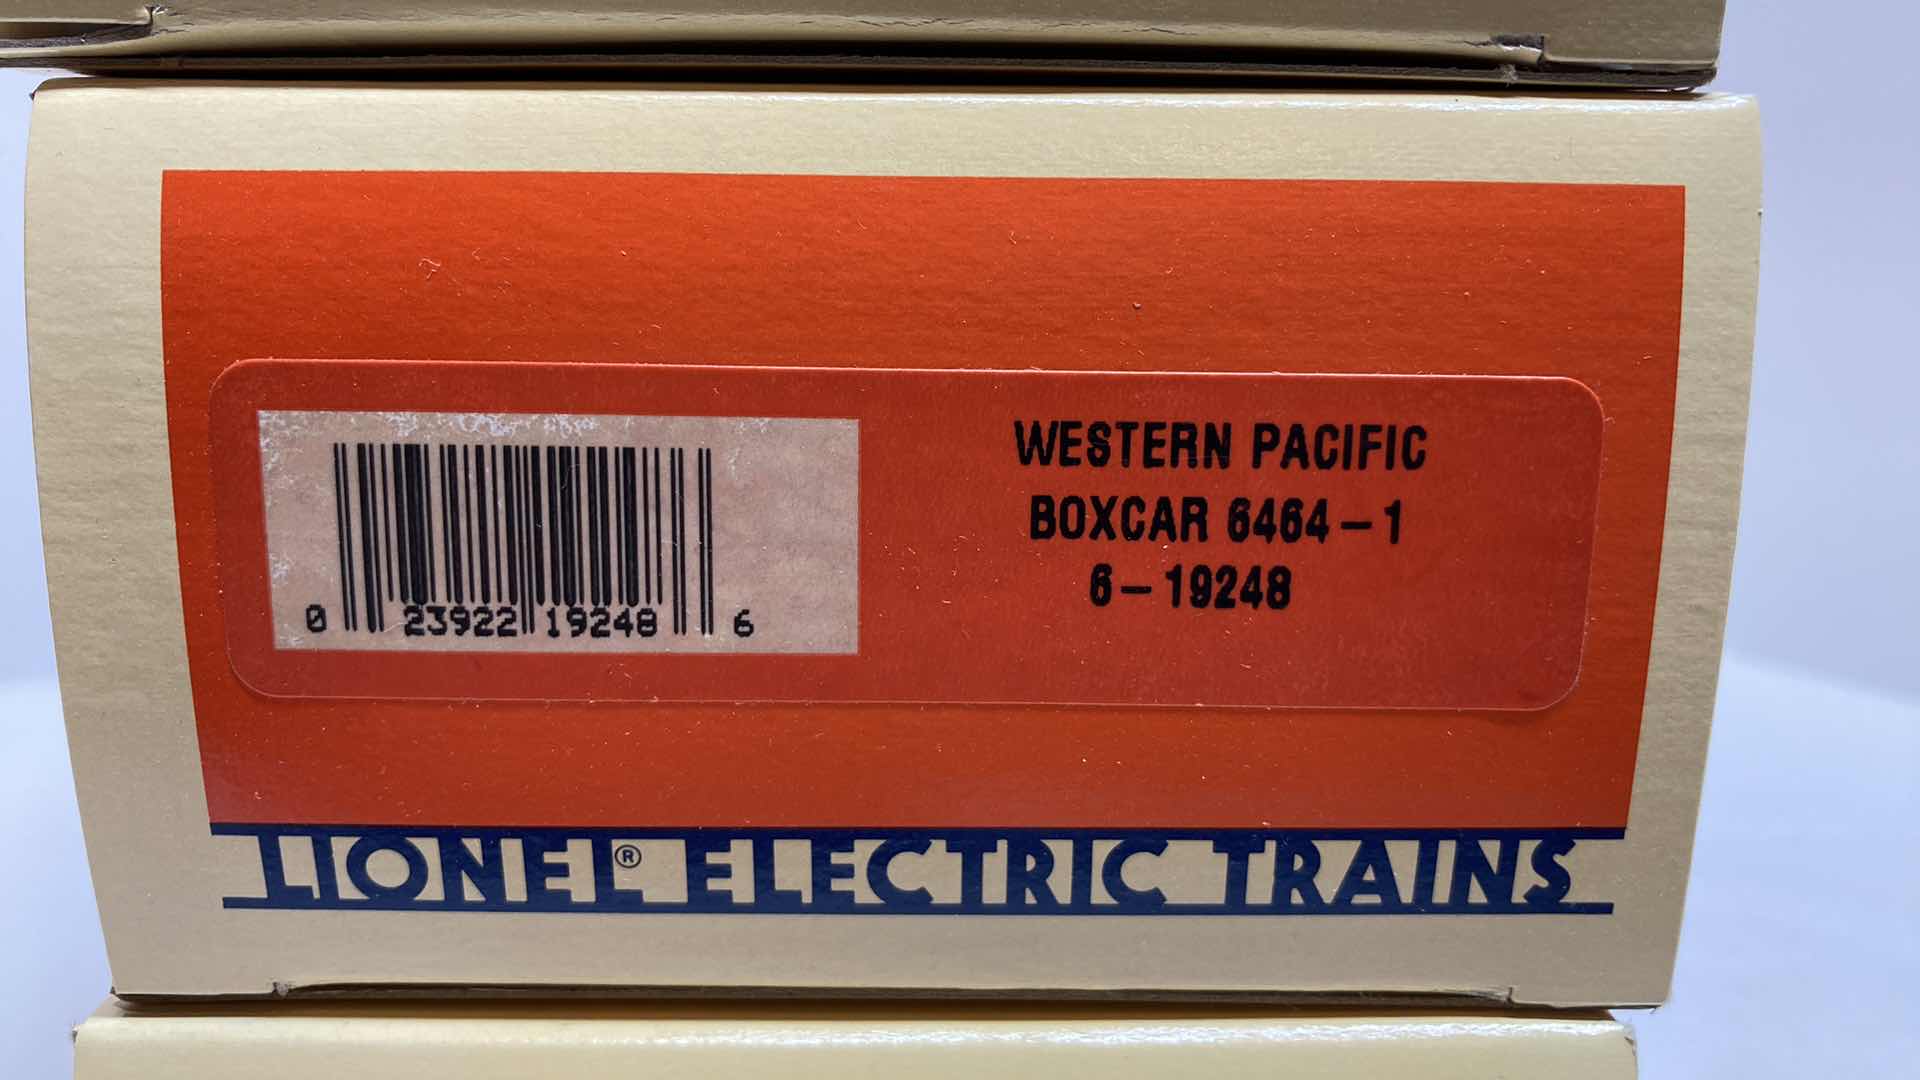 WESTERN PACIFIC
BOXCAR 6464-1
6-19248
0 23922 19248 6
LIONEL® ELECTRIC TRAINS